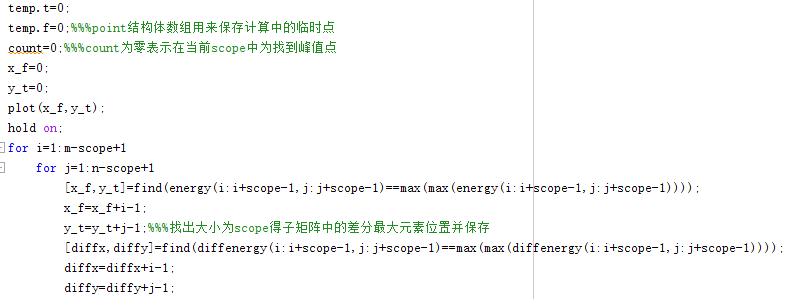 temp.t=0;
temp.f=0;%%%point结构体数组用来保存计算中的临时点
count=0;%%%count为零表示在当前scope中为找到峰值点
x_f=0;
y_t=0;
plot(x_f,y_t);
hold on;
for i=1:m-scope+1
for j=1:n-scope+1
[x_f,y_t]=find(energy(i:i+scope-1,j:j+scope-1)==max(max(energy(i:i+scope-1,j:j+scope-1))));
x_f=x_f+i-1;
y_t=y_t+j-1;%%%找出大小为scope得子矩阵中的差分最大元素位置并保存
[diffx,diffy]=find(diffenergy(i:i+scope-1,j:j+scope-1)==max(max(diffenergy(i:i+scope-1,j:j+scope-1))));
diffx=diffx+i-1;
diffy=diffy+j-1;